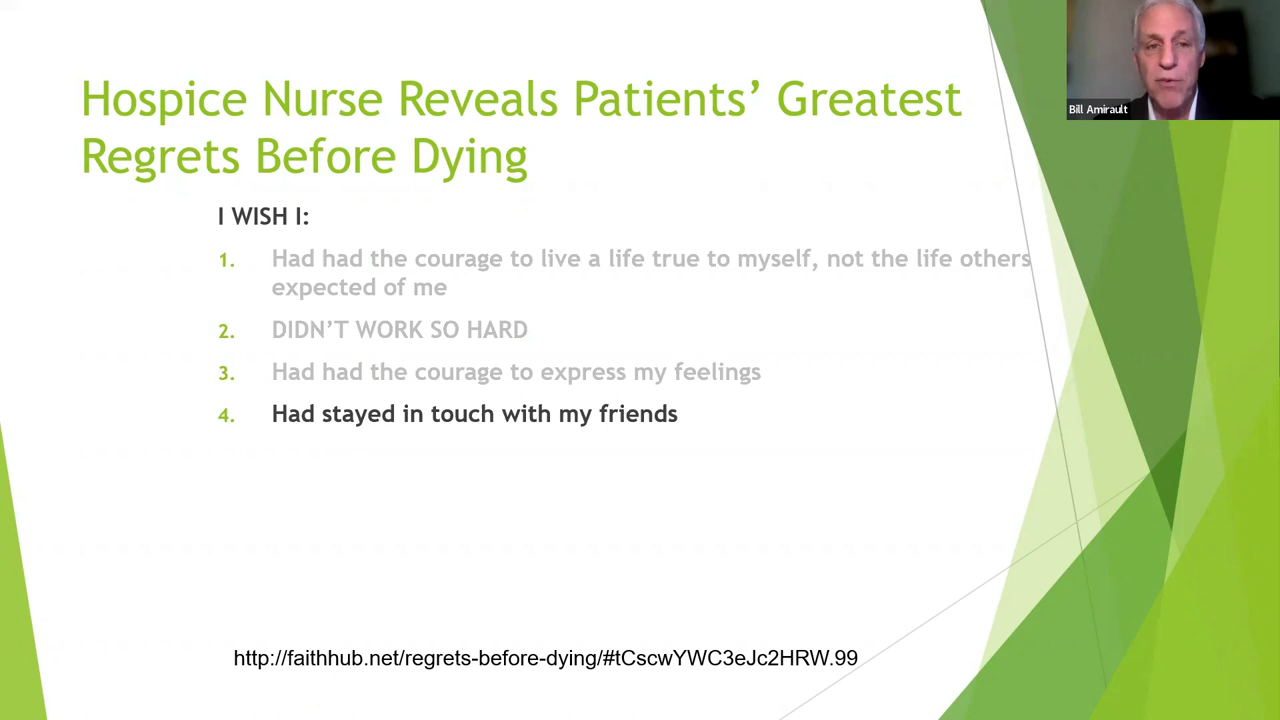 Hospice Nurse Reveals Patients’ Greatest
Regrets Before Dying
Bill Amirault
I WISH I:
1. Had had the courage to live a life true to myself, not the life others
expected of me
2. DIDN’T WORK SO HARD
3. Had had the courage to express my feelings
4. Had stayed in touch with my friends
http://faithhub.net/regrets-before-dying/#tCscwYWC3eJc2HRW.99